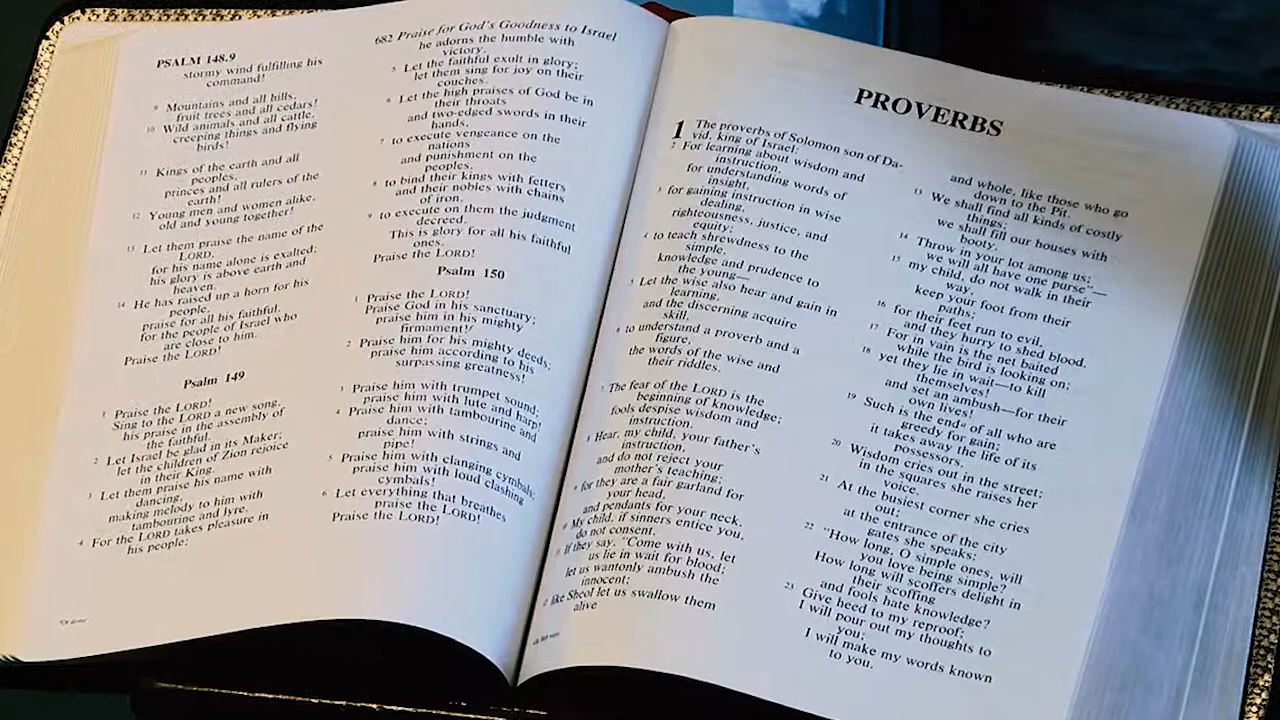 PSALM 148.9
stormy wind fulfilling his
command!
9 Mountains and all hills,
fruit trees and all cedars!
10 Wild animals and all cattle,
creeping things and flying
birds!
11 Kings of the earth and all
peoples,
princes and all rulers of the
earth!
12 Young men and women alike,
old and young together!
13 Let them praise the name of the
LORD,
for his name alone is exalted;
his glory is above earth and
heaven.
14 He has raised up a horn for his
people,
praise for all his faithful,
for the people of Israel who
are close to him.
Praise the LORD!
Psalm 149
1 Praise the LORD!
Sing to the LORD a new song,
his praise in the assembly of
the faithful.
2 Let Israel be glad in its Maker;
let the children of Zion rejoice
in their King.
3 Let them praise his name with
dancing,
making melody to him with
tambourine and lyre.
4 For the LORD takes pleasure in
his people;
682 Praise for God's Goodness to Israel
he adorns the humble with
victory.
5 Let the faithful exult in glory;
let them sing for joy on their
couches.
6 Let the high praises of God be in
their throats
and two-edged swords in their
hands,
7 to execute vengeance on the
nations
and punishment on the
peoples,
8 to bind their kings with fetters
and their nobles with chains
of iron,
9 to execute on them the judgment
decreed.
This is glory for all his faithful
ones.
Praise the LORD!
Psalm 150
1 Praise the LORD!
Praise God in his sanctuary;
praise him in his mighty
firmament!
2 Praise him for his mighty deeds;
praise him according to his
surpassing greatness!
3 Praise him with trumpet sound;
praise him with lute and harp!
4 Praise him with tambourine and
dance;
praise him with strings and
pipe!
5 Praise him with clanging cymbals;
praise him with loud clashing
cymbals!
6 Let everything that breathes
praise the LORD!
Praise the LORD!
PROVERBS
1 The proverbs of Solomon son of Da-
vid, king of Israel:
2 For learning about wisdom and
instruction,
for understanding words of
insight,
3 for gaining instruction in wise
dealing,
righteousness, justice, and
equity;
4 to teach shrewdness to the
simple,
knowledge and prudence to
the young—
5 Let the wise also hear and gain in
learning,
and the discerning acquire
skill,
6 to understand a proverb and a
figure,
the words of the wise and
their riddles.
7 The fear of the LORD is the
beginning of knowledge;
fools despise wisdom and
instruction.
8 Hear, my child, your father's
instruction,
and do not reject your
mother's teaching;
9 for they are a fair garland for
your head,
and pendants for your neck.
10 My child, if sinners entice you,
do not consent.
11 If they say, "Come with us, let
us lie in wait for blood;
let us wantonly ambush the
innocent;
12 like Sheol let us swallow them
alive
and whole, like those who go
down to the Pit.
13 We shall find all kinds of costly
things;
we shall fill our houses with
booty.
14 Throw in your lot among us;
we will all have one purse"—
15 my child, do not walk in their
way,
keep your foot from their
paths;
16 for their feet run to evil,
and they hurry to shed blood.
17 For in vain is the net baited
while the bird is looking on;
18 yet they lie in wait—to kill
themselves!
and set an ambush—for their
own lives!
19 Such is the end of all who are
greedy for gain;
it takes away the life of its
possessors.
20 Wisdom cries out in the street;
in the squares she raises her
voice.
21 At the busiest corner she cries
out;
at the entrance of the city
gates she speaks:
22 "How long, O simple ones, will
you love being simple?
How long will scoffers delight in
their scoffing
and fools hate knowledge?
23 Give heed to my reproof;
I will pour out my thoughts to
you;
I will make my words known
to you.